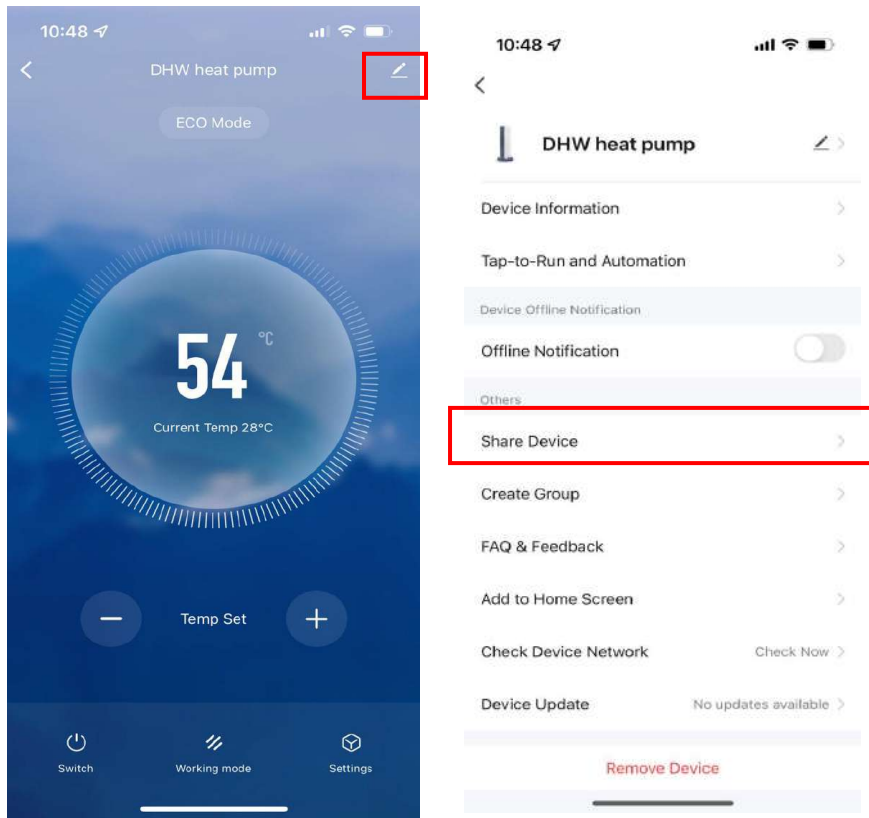 10:48
DHW heat pump
ECO Mode
54 °C
Current Temp 28°C
Temp Set
Switch Working mode Settings
10:48
DHW heat pump
Device Information
Tap-to-Run and Automation
Device Offline Notification
Offline Notification
Others
Share Device
Create Group
FAQ & Feedback
Add to Home Screen
Check Device Network Check Now
Device Update No updates available
Remove Device